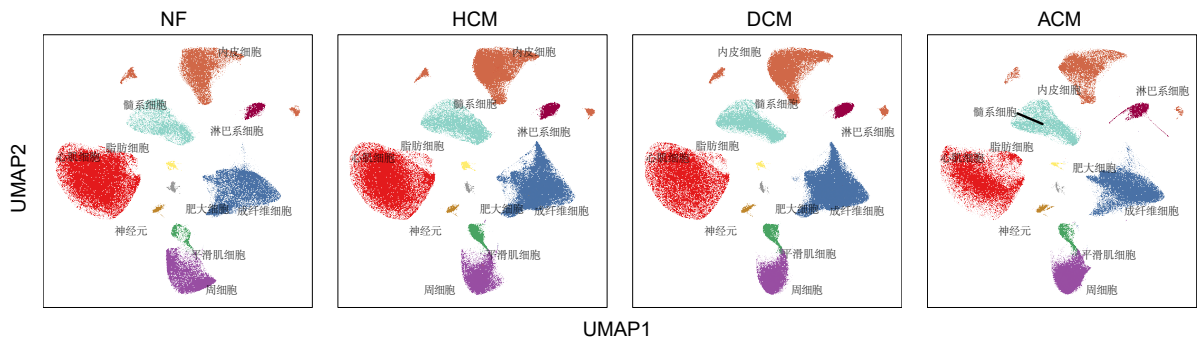 NF
HCM
DCM
ACM
UMAP2
内皮细胞
髓系细胞
淋巴系细胞
脂肪细胞
心肌细胞
肥大细胞
成纤维细胞
神经元
平滑肌细胞
周细胞
内皮细胞
髓系细胞
淋巴系细胞
脂肪细胞
心肌细胞
肥大细胞
成纤维细胞
神经元
平滑肌细胞
周细胞
内皮细胞
髓系细胞
淋巴系细胞
脂肪细胞
心肌细胞
肥大细胞
成纤维细胞
神经元
平滑肌细胞
周细胞
内皮细胞
淋巴系细胞
髓系细胞
脂肪细胞
心肌细胞
肥大细胞
成纤维细胞
神经元
平滑肌细胞
周细胞
UMAP1